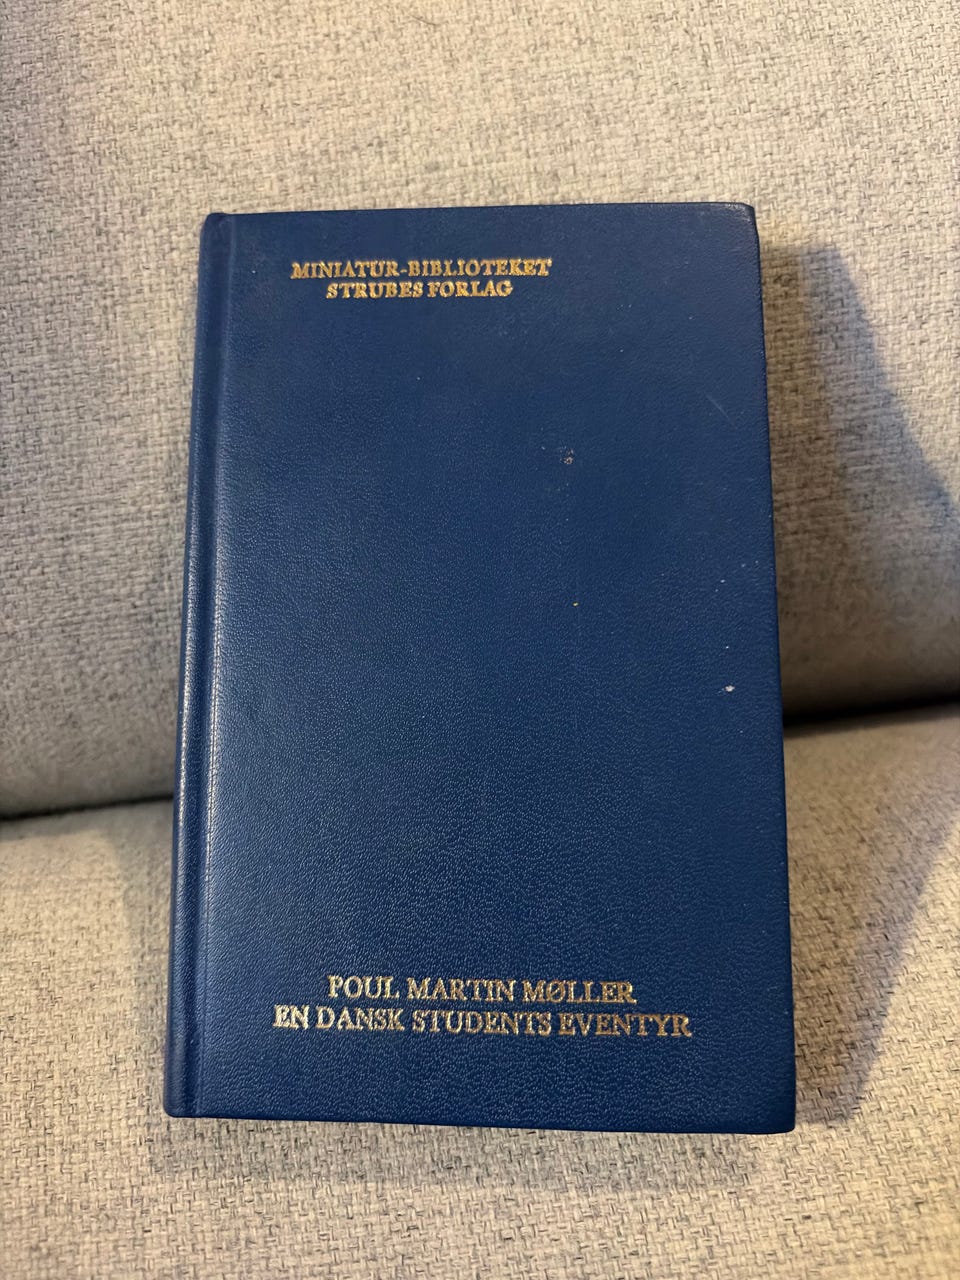 MINIATUR-BIBLIOTEKET
STRUBES FORLAG
POUL MARTIN MØLLER
EN DANSK STUDENTS EVENTYR